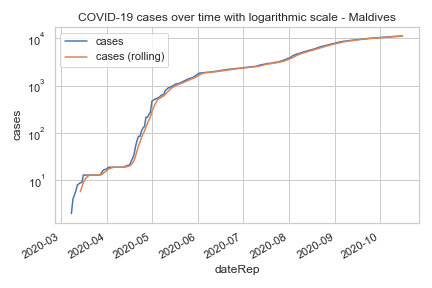 COVID-19 cases over time with logarithmic scale - Maldives
cases
cases (rolling)
10⁴
10³
10²
10¹
cases
2020-03
2020-04
2020-05
2020-06
2020-07
2020-08
2020-09
2020-10
dateRep